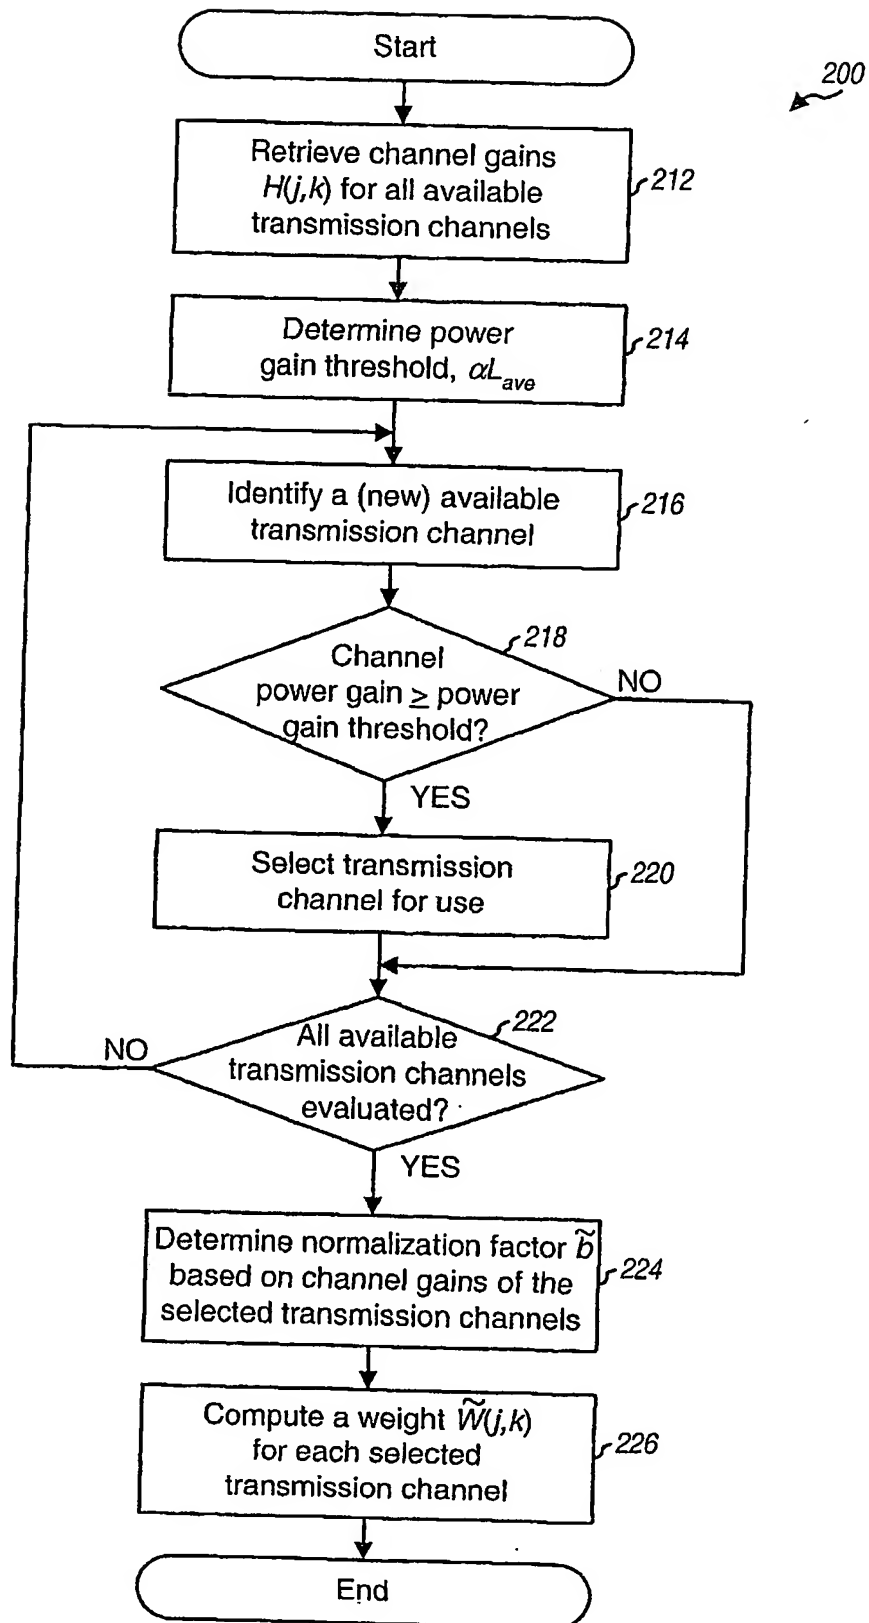 Start
200
Retrieve channel gains
H(j,k) for all available
transmission channels
212
Determine power
gain threshold, αL_ave
214
Identify a (new) available
transmission channel
216
218
Channel
power gain ≥ power
gain threshold?
NO
YES
Select transmission
channel for use
220
222
All available
transmission channels
evaluated?
NO
YES
Determine normalization factor b̃
based on channel gains of the
selected transmission channels
224
Compute a weight W̃(j,k)
for each selected
transmission channel
226
End